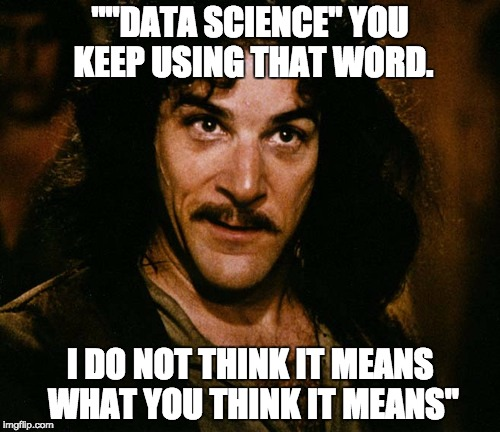 ""DATA SCIENCE" YOU
KEEP USING THAT WORD.
I DO NOT THINK IT MEANS
WHAT YOU THINK IT MEANS"
imgflip.com